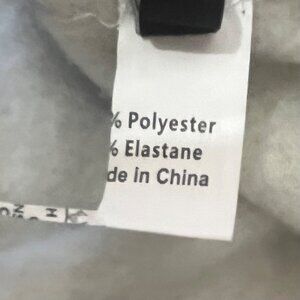 % Polyester
% Elastane
de in China